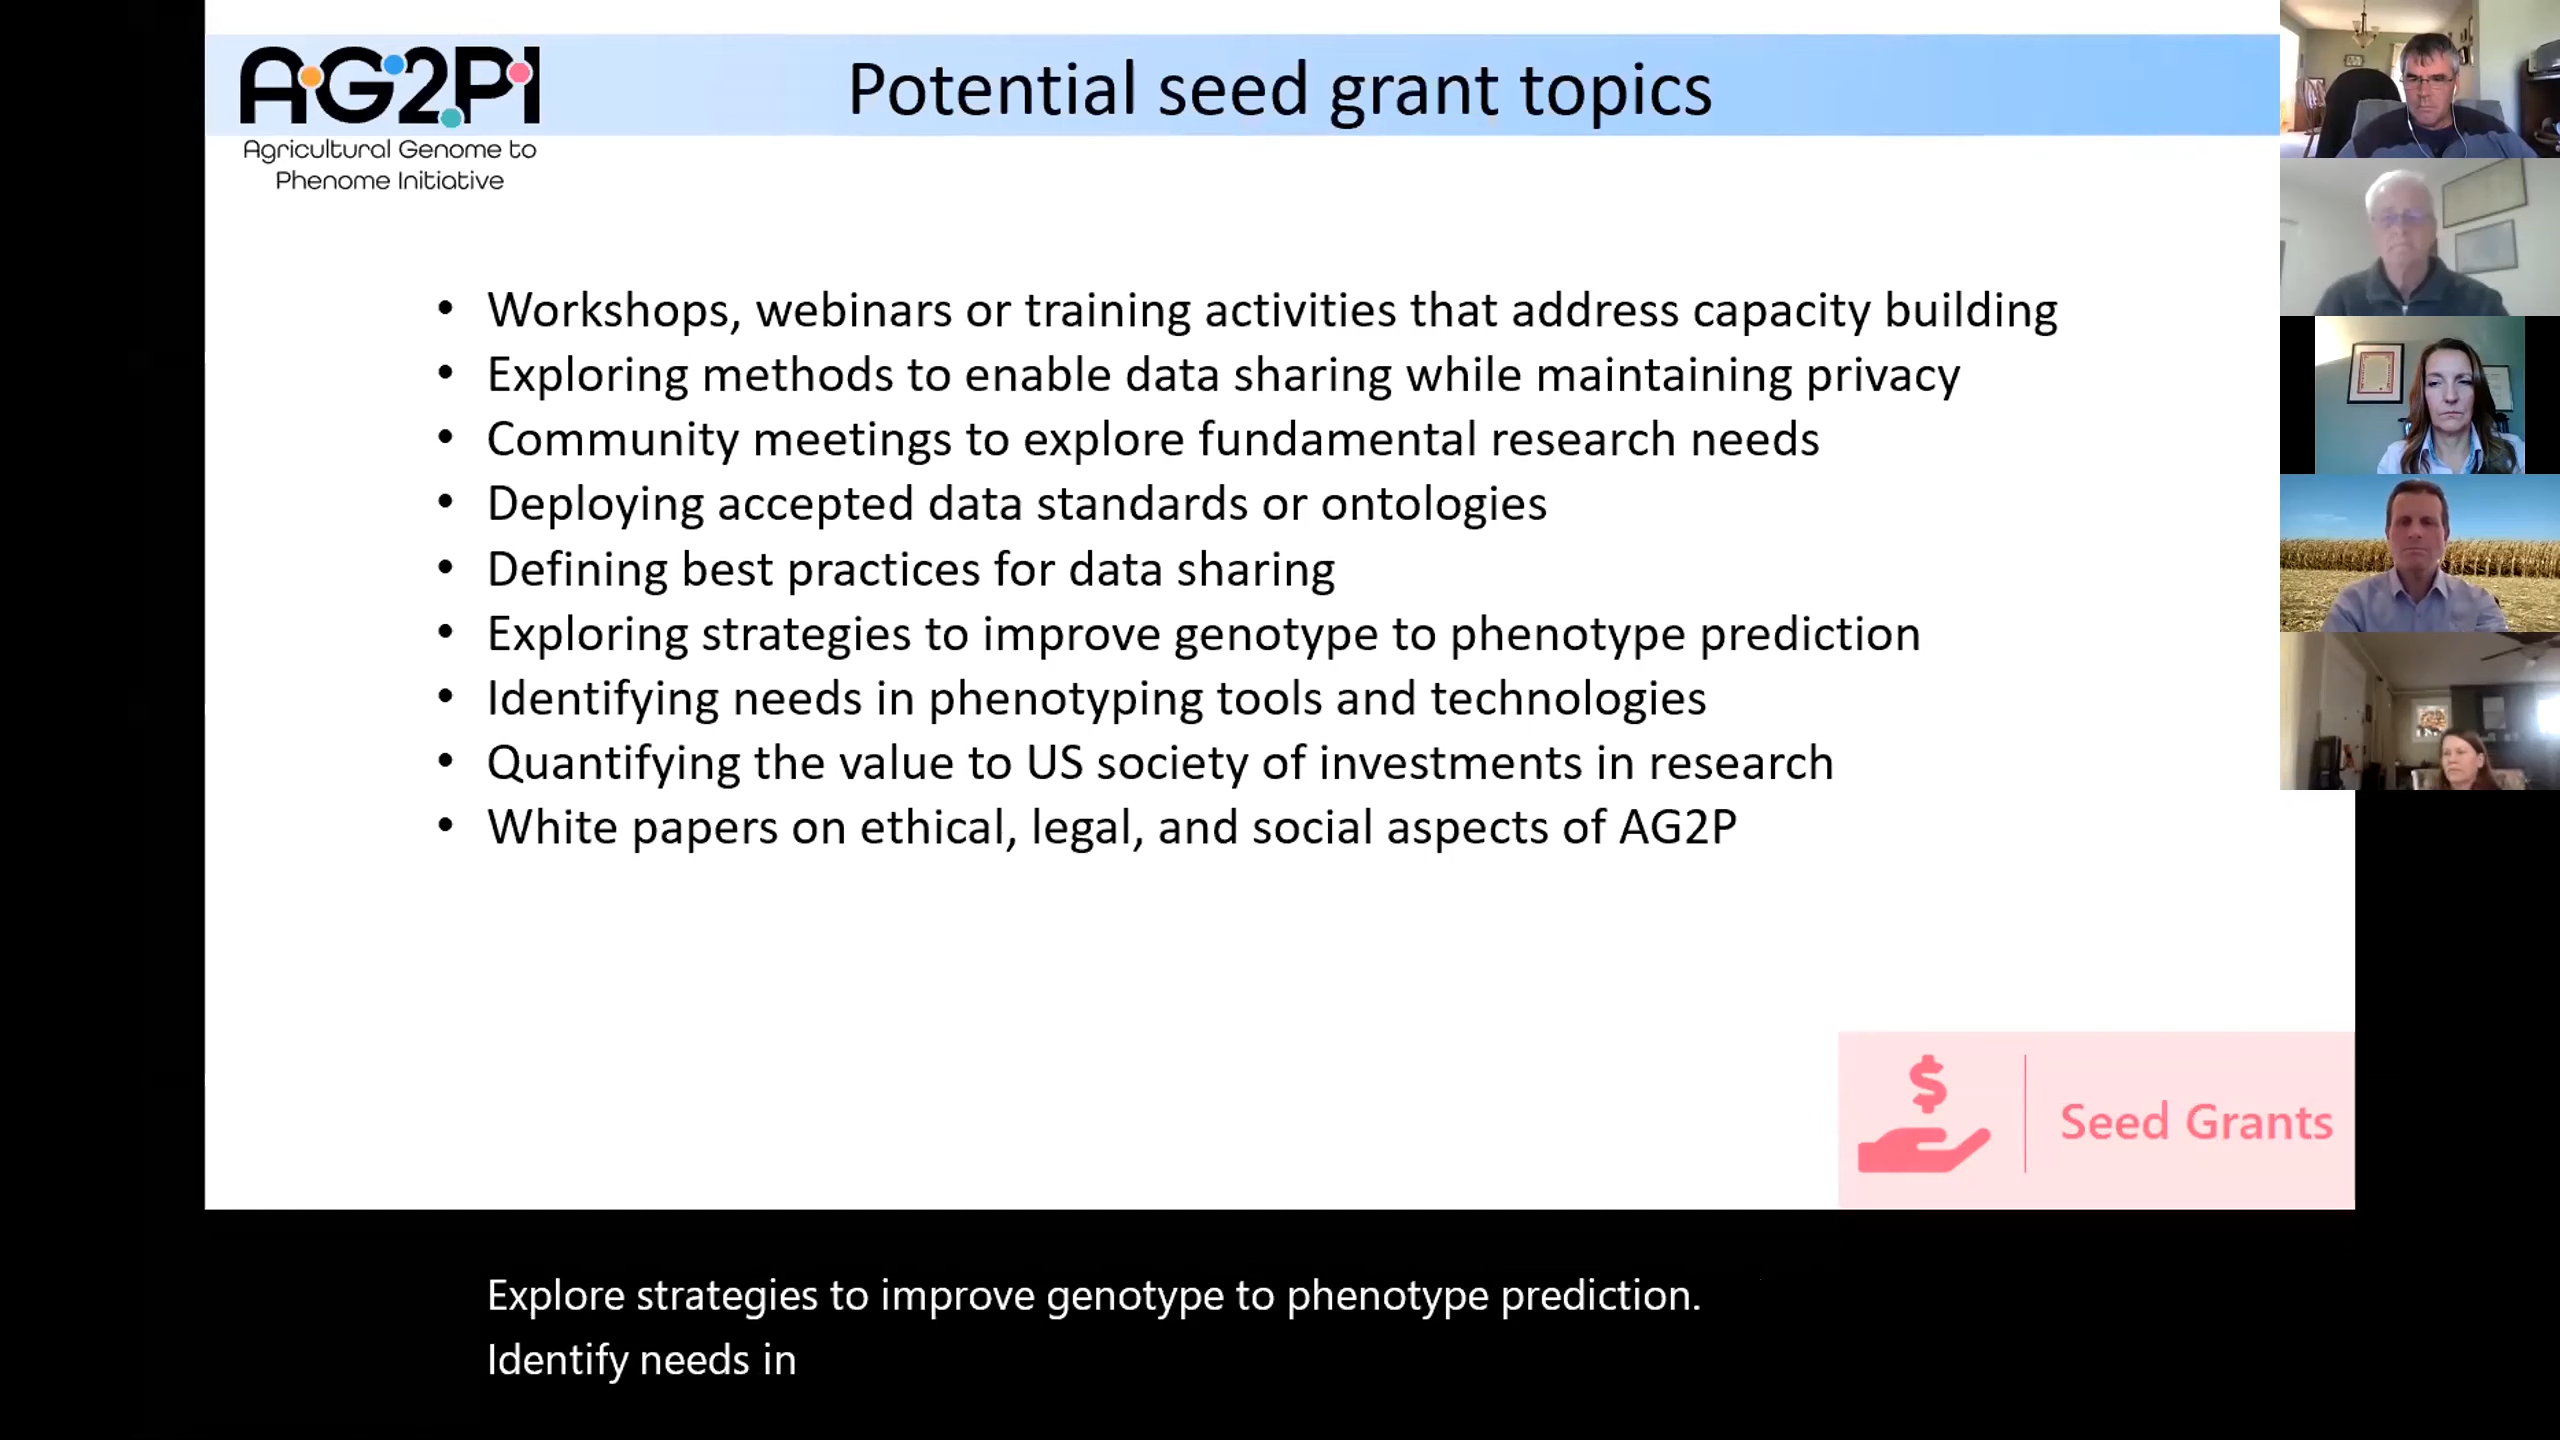 AG2PI
Agricultural Genome to
Phenome Initiative
Potential seed grant topics
• Workshops, webinars or training activities that address capacity building
• Exploring methods to enable data sharing while maintaining privacy
• Community meetings to explore fundamental research needs
• Deploying accepted data standards or ontologies
• Defining best practices for data sharing
• Exploring strategies to improve genotype to phenotype prediction
• Identifying needs in phenotyping tools and technologies
• Quantifying the value to US society of investments in research
• White papers on ethical, legal, and social aspects of AG2P
$
Seed Grants
Explore strategies to improve genotype to phenotype prediction.
Identify needs in